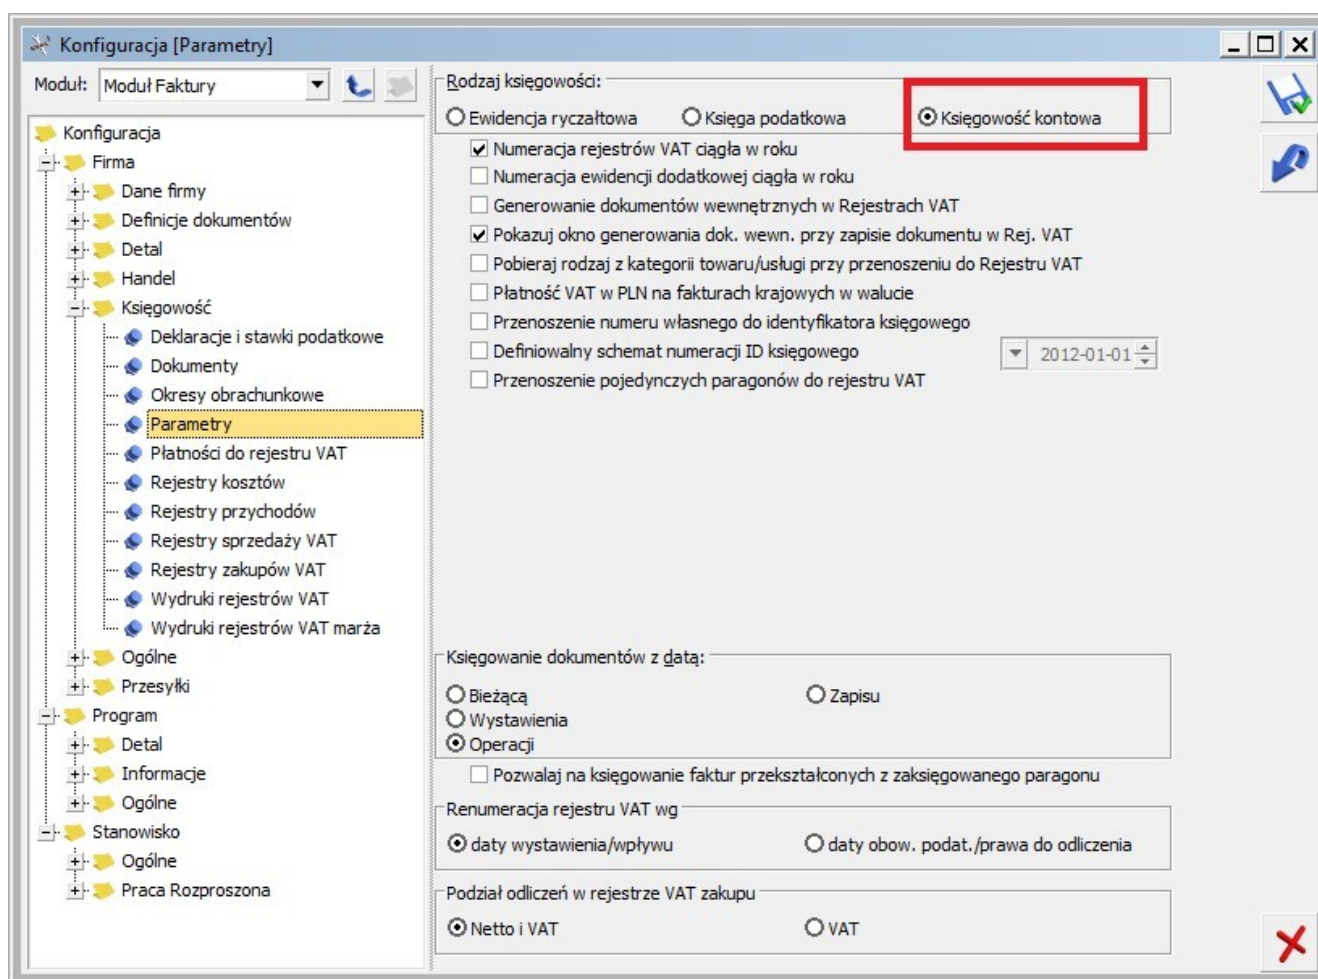 Konfiguracja [Parametry]
Moduł: Moduł Faktury
Konfiguracja
Firma
Dane firmy
Definicje dokumentów
Detal
Handel
Księgowość
Deklaracje i stawki podatkowe
Dokumenty
Okresy obrachunkowe
Parametry
Płatności do rejestru VAT
Rejestry kosztów
Rejestry przychodów
Rejestry sprzedaży VAT
Rejestry zakupów VAT
Wydruki rejestrów VAT
Wydruki rejestrów VAT marża
Ogólne
Przesyłki
Program
Detal
Informacje
Ogólne
Stanowisko
Ogólne
Praca Rozproszona
Rodzaj księgowości:
Ewidencja ryczałtowa Księga podatkowa Księgowość kontowa
Numeracja rejestrów VAT ciągła w roku
Numeracja ewidencji dodatkowej ciągła w roku
Generowanie dokumentów wewnętrznych w Rejestrach VAT
Pokazuj okno generowania dok. wewn. przy zapisie dokumentu w Rej. VAT
Pobieraj rodzaj z kategorii towaru/usługi przy przenoszeniu do Rejestru VAT
Płatność VAT w PLN na fakturach krajowych w walucie
Przenoszenie numeru własnego do identyfikatora księgowego
Definiowalny schemat numeracji ID księgowego 2012-01-01
Przenoszenie pojedynczych paragonów do rejestru VAT
Księgowanie dokumentów z datą:
Bieżącą Zapisu
Wystawienia
Operacji
Pozwalaj na księgowanie faktur przekształconych z zaksięgowanego paragonu
Renumeracja rejestru VAT wg
daty wystawienia/wpływu daty obow. podat./prawa do odliczenia
Podział odliczeń w rejestrze VAT zakupu
Netto i VAT VAT